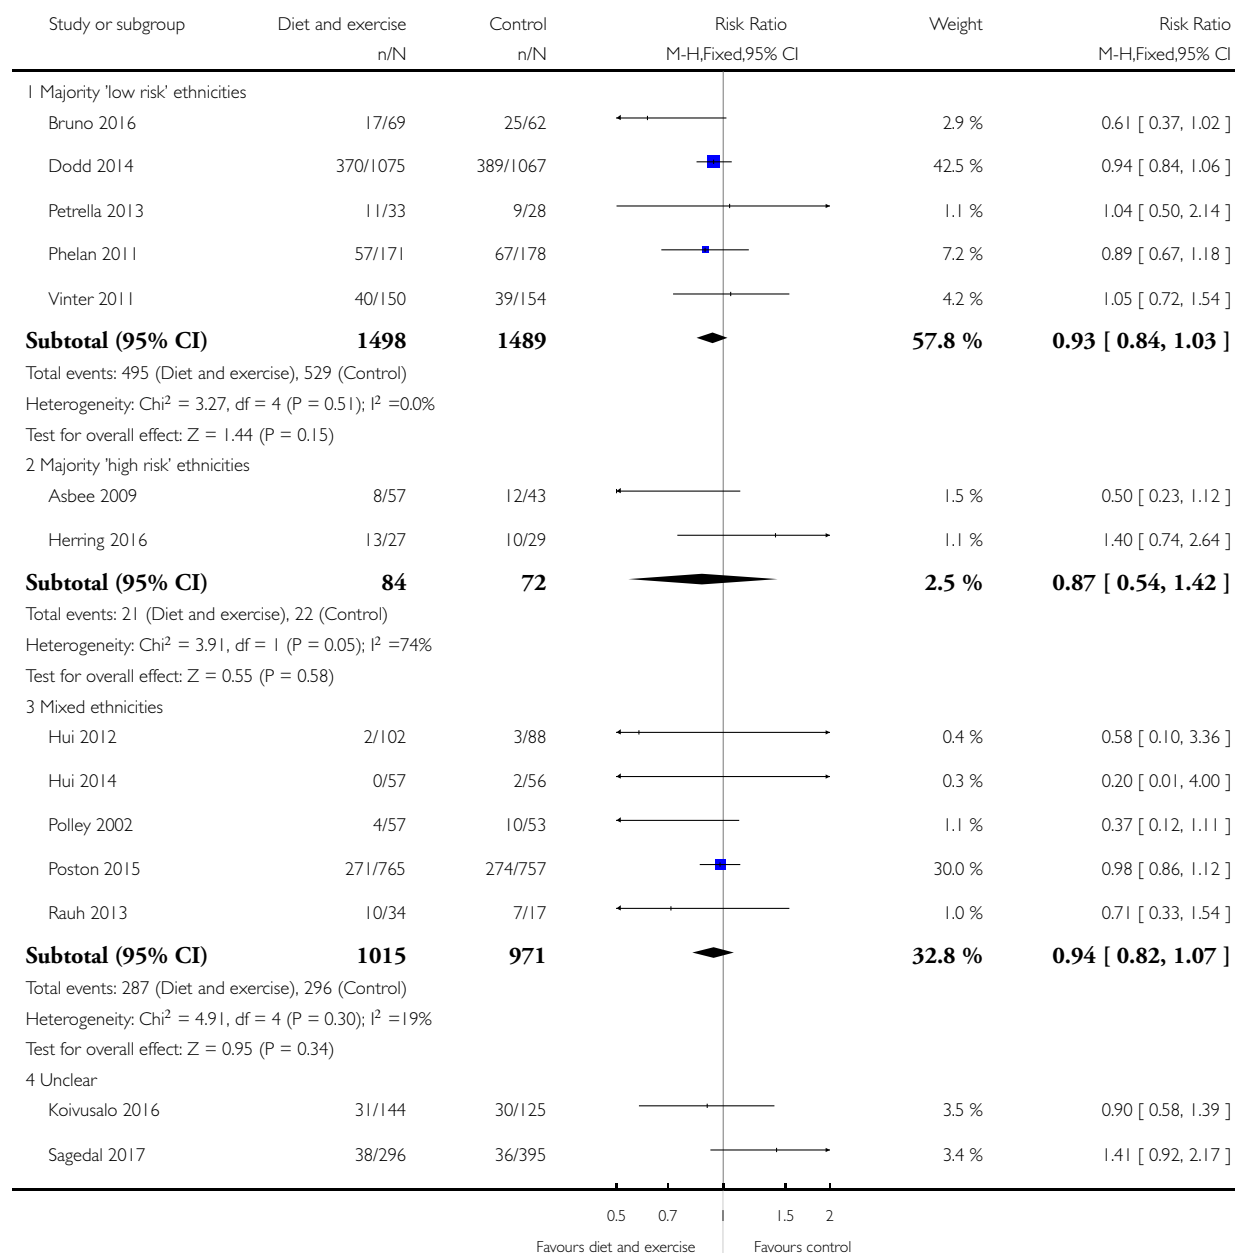 Study or subgroup Diet and exercise Control Risk Ratio Weight Risk Ratio
n/N n/N M-H,Fixed,95% CI M-H,Fixed,95% CI
1 Majority 'low risk' ethnicities
Bruno 2016 17/69 25/62 2.9 % 0.61 [ 0.37, 1.02 ]
Dodd 2014 370/1075 389/1067 42.5 % 0.94 [ 0.84, 1.06 ]
Petrella 2013 11/33 9/28 1.1 % 1.04 [ 0.50, 2.14 ]
Phelan 2011 57/171 67/178 7.2 % 0.89 [ 0.67, 1.18 ]
Vinter 2011 40/150 39/154 4.2 % 1.05 [ 0.72, 1.54 ]
Subtotal (95% CI) 1498 1489 57.8 % 0.93 [ 0.84, 1.03 ]
Total events: 495 (Diet and exercise), 529 (Control)
Heterogeneity: Chi² = 3.27, df = 4 (P = 0.51); I² =0.0%
Test for overall effect: Z = 1.44 (P = 0.15)
2 Majority 'high risk' ethnicities
Asbee 2009 8/57 12/43 1.5 % 0.50 [ 0.23, 1.12 ]
Herring 2016 13/27 10/29 1.1 % 1.40 [ 0.74, 2.64 ]
Subtotal (95% CI) 84 72 2.5 % 0.87 [ 0.54, 1.42 ]
Total events: 21 (Diet and exercise), 22 (Control)
Heterogeneity: Chi² = 3.91, df = 1 (P = 0.05); I² =74%
Test for overall effect: Z = 0.55 (P = 0.58)
3 Mixed ethnicities
Hui 2012 2/102 3/88 0.4 % 0.58 [ 0.10, 3.36 ]
Hui 2014 0/57 2/56 0.3 % 0.20 [ 0.01, 4.00 ]
Polley 2002 4/57 10/53 1.1 % 0.37 [ 0.12, 1.11 ]
Poston 2015 271/765 274/757 30.0 % 0.98 [ 0.86, 1.12 ]
Rauh 2013 10/34 7/17 1.0 % 0.71 [ 0.33, 1.54 ]
Subtotal (95% CI) 1015 971 32.8 % 0.94 [ 0.82, 1.07 ]
Total events: 287 (Diet and exercise), 296 (Control)
Heterogeneity: Chi² = 4.91, df = 4 (P = 0.30); I² =19%
Test for overall effect: Z = 0.95 (P = 0.34)
4 Unclear
Koivusalo 2016 31/144 30/125 3.5 % 0.90 [ 0.58, 1.39 ]
Sagedal 2017 38/296 36/395 3.4 % 1.41 [ 0.92, 2.17 ]
0.5 0.7 1 1.5 2
Favours diet and exercise Favours control